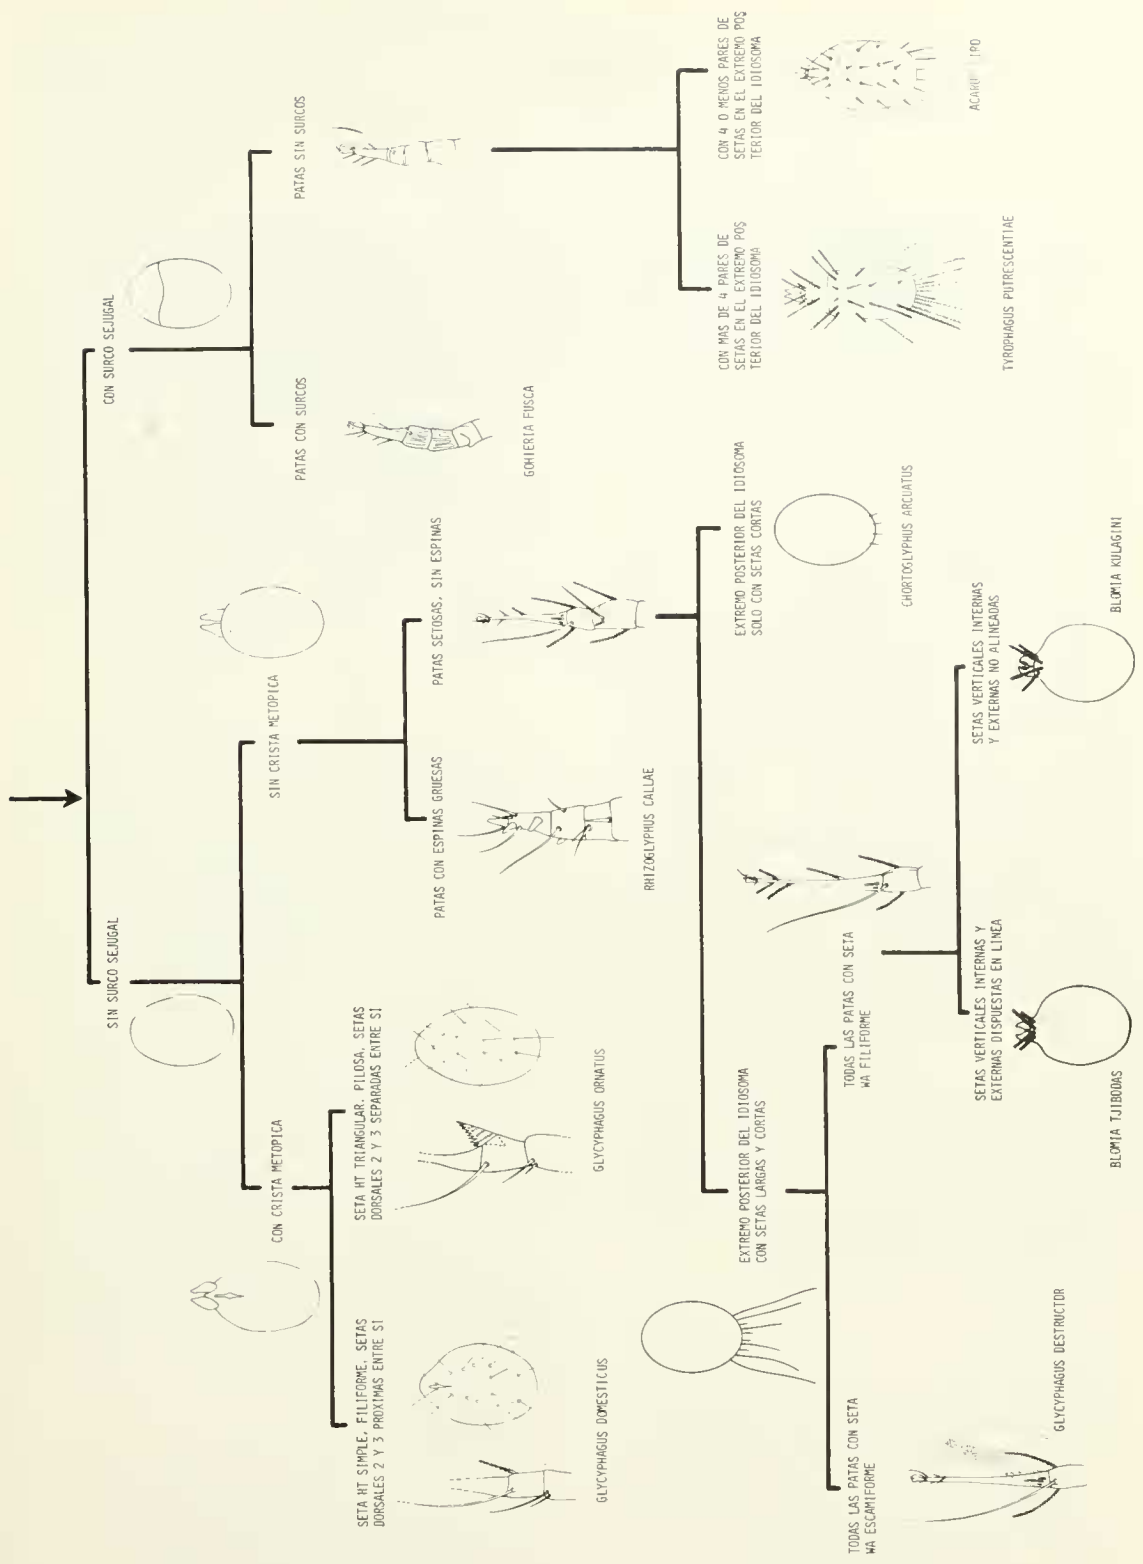 SIN SURCO SEJUGAL
CON SURCO SEJUGAL
CON CRISTA METOPICA
SIN CRISTA METOPICA
PATAS CON SURCOS
PATAS SIN SURCOS
SETA HT SIMPLE, FILIFORME, SETAS
DORSALES 2 Y 3 PROXIMAS ENTRE SI
SETA HT TRIANGULAR. PILOSA, SETAS
DORSALES 2 Y 3 SEPARADAS ENTRE SI
PATAS CON ESPINAS GRUESAS
PATAS SETOSAS, SIN ESPINAS
GOHIERIA FUSCA
GLYCYPHAGUS DOMESTICUS
GLYCYPHAGUS ORNATUS
RHIZOGLYPHUS CALLAE
CON MAS DE 4 PARES DE
SETAS EN EL EXTREMO POS
TERIOR DEL IDIOSOMA
CON 4 O MENOS PARES DE
SETAS EN EL EXTREMO POS
TERIOR DEL IDIOSOMA
EXTREMO POSTERIOR DEL IDIOSOMA
CON SETAS LARGAS Y CORTAS
EXTREMO POSTERIOR DEL IDIOSOMA
SOLO CON SETAS CORTAS
TODAS LAS PATAS CON SETA
WA ESCAMIFORME
TODAS LAS PATAS CON SETA
WA FILIFORME
CHORTOGLYPHUS ARCUATUS
TYROPHAGUS PUTRESCENTIAE
SETAS VERTICALES INTERNAS Y
EXTERNAS DISPUESTAS EN LINEA
SETAS VERTICALES INTERNAS
Y EXTERNAS NO ALINEADAS
GLYCYPHAGUS DESTRUCTOR
BLOMIA TJIBODAS
BLOMIA KULAGINI